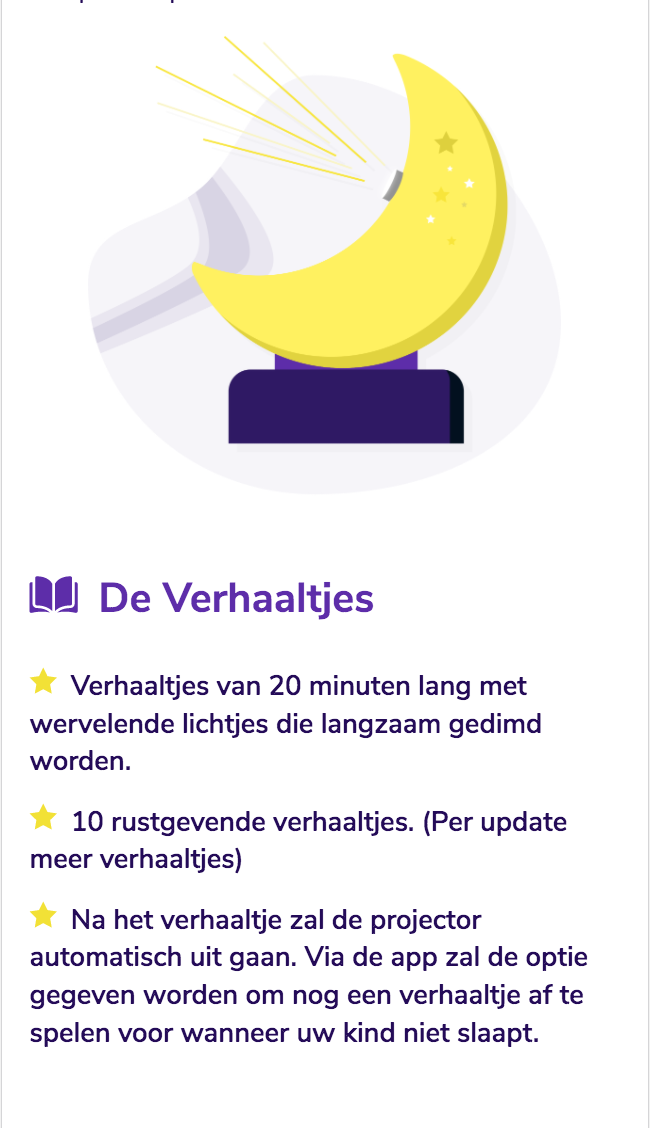 De Verhaaltjes
Verhaaltjes van 20 minuten lang met
wervelende lichtjes die langzaam gedimd
worden.
10 rustgevende verhaaltjes. (Per update
meer verhaaltjes)
Na het verhaaltje zal de projector
automatisch uit gaan. Via de app zal de optie
gegeven worden om nog een verhaaltje af te
spelen voor wanneer uw kind niet slaapt.